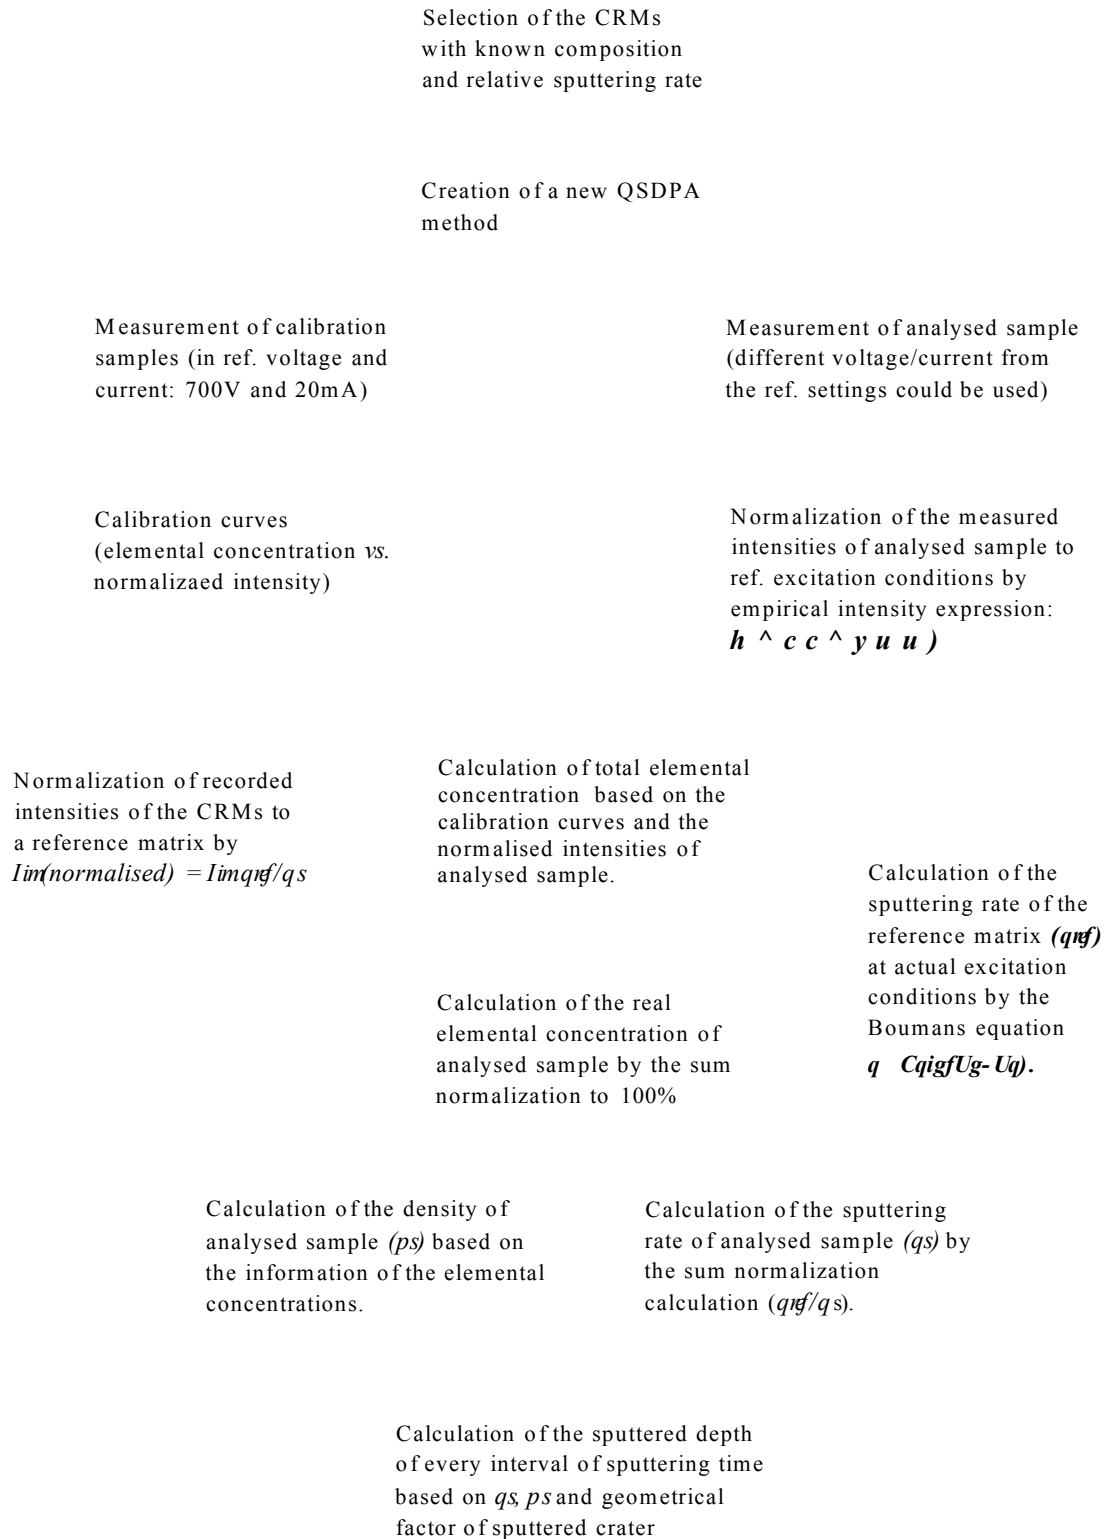 Selection of the CRMs
with known composition
and relative sputtering rate
Creation of a new QSDPA
method
Measurement of calibration
samples (in ref. voltage and
current: 700V and 20mA)
Measurement of analysed sample
(different voltage/current from
the ref. settings could be used)
Calibration curves
(elemental concentration vs.
normalizaed intensity)
Normalization of the measured
intensities of analysed sample to
ref. excitation conditions by
empirical intensity expression:
h ^ c c ^ y u u )
Normalization of recorded
intensities of the CRMs to
a reference matrix by
Iim(normalised) = Iimqref/qs
Calculation of total elemental
concentration based on the
calibration curves and the
normalised intensities of
analysed sample.
Calculation of the
sputtering rate of the
reference matrix (qref)
at actual excitation
conditions by the
Boumans equation
q CqigfUg-Uq).
Calculation of the real
elemental concentration of
analysed sample by the sum
normalization to 100%
Calculation of the density of
analysed sample (ps) based on
the information of the elemental
concentrations.
Calculation of the sputtering
rate of analysed sample (qs) by
the sum normalization
calculation (qref/qs).
Calculation of the sputtered depth
of every interval of sputtering time
based on qs, ps and geometrical
factor of sputtered crater